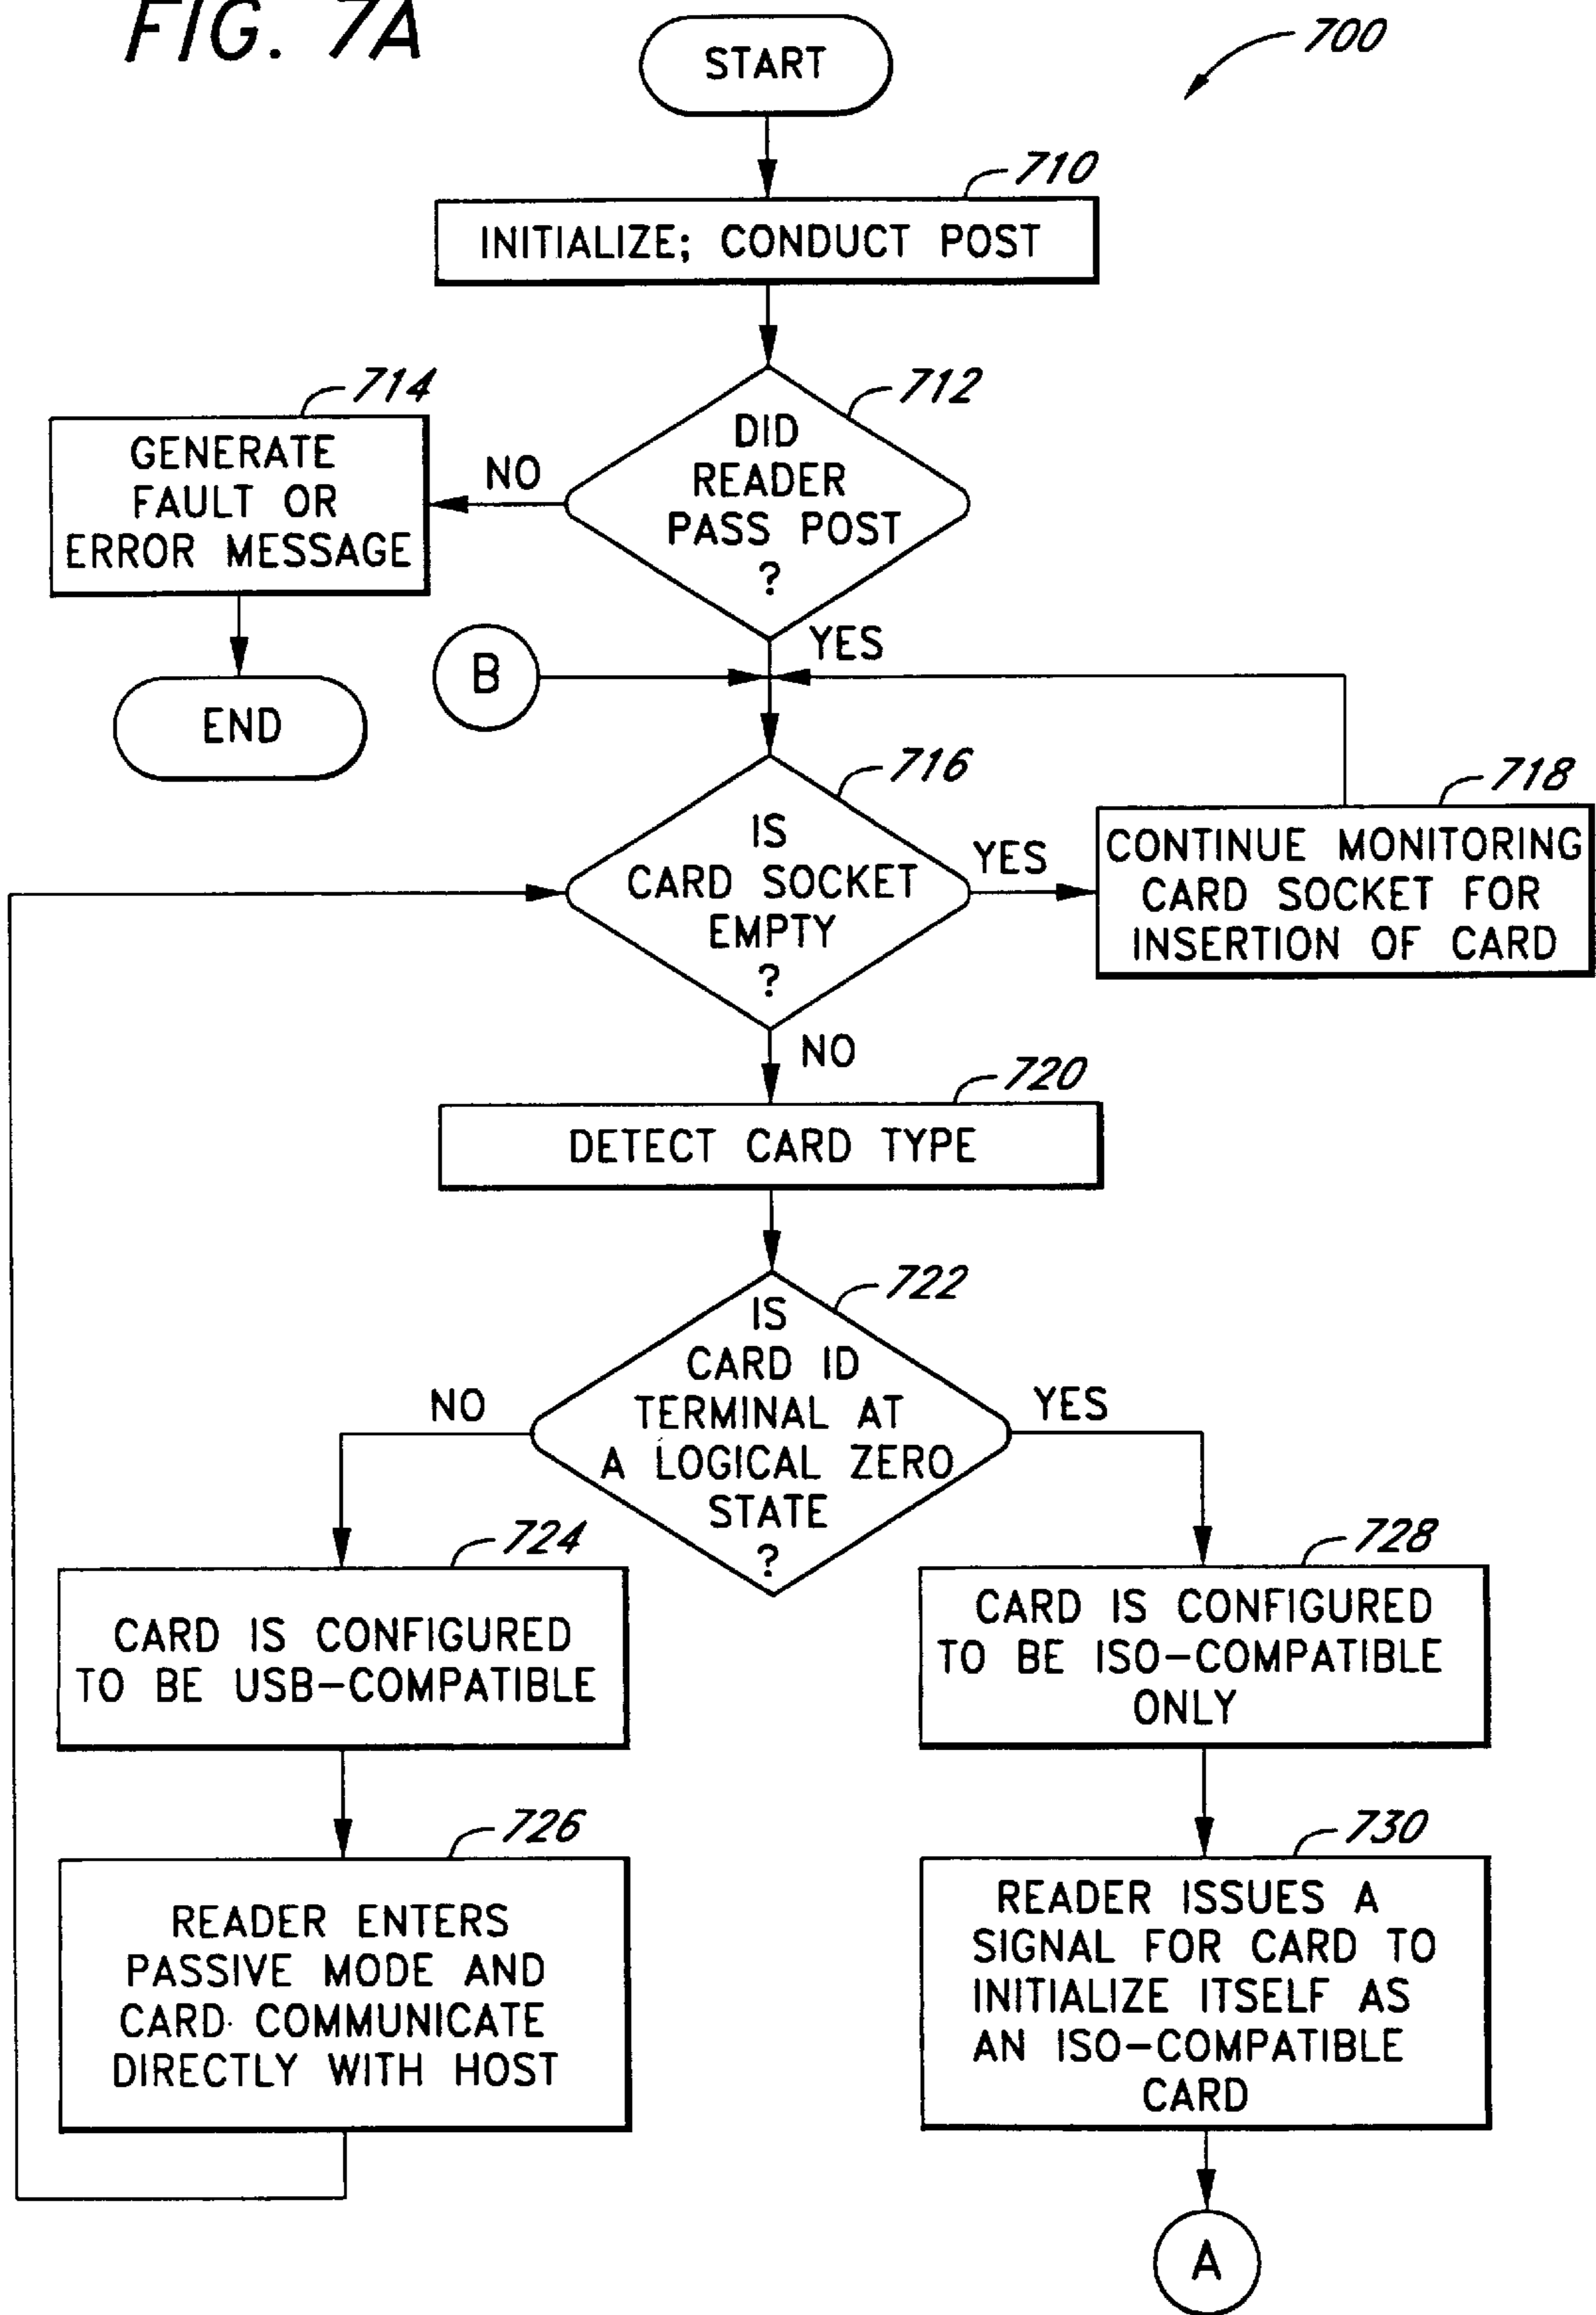 FIG. 7A
700
START
710
INITIALIZE; CONDUCT POST
712
DID
READER
PASS POST
?
714
GENERATE
FAULT OR
ERROR MESSAGE
NO
YES
END
B
716
IS
CARD SOCKET
EMPTY
?
YES
718
CONTINUE MONITORING
CARD SOCKET FOR
INSERTION OF CARD
NO
720
DETECT CARD TYPE
722
IS
CARD ID
TERMINAL AT
A LOGICAL ZERO
STATE
?
NO
YES
724
CARD IS CONFIGURED
TO BE USB-COMPATIBLE
728
CARD IS CONFIGURED
TO BE ISO-COMPATIBLE
ONLY
726
READER ENTERS
PASSIVE MODE AND
CARD COMMUNICATE
DIRECTLY WITH HOST
730
READER ISSUES A
SIGNAL FOR CARD TO
INITIALIZE ITSELF AS
AN ISO-COMPATIBLE
CARD
A